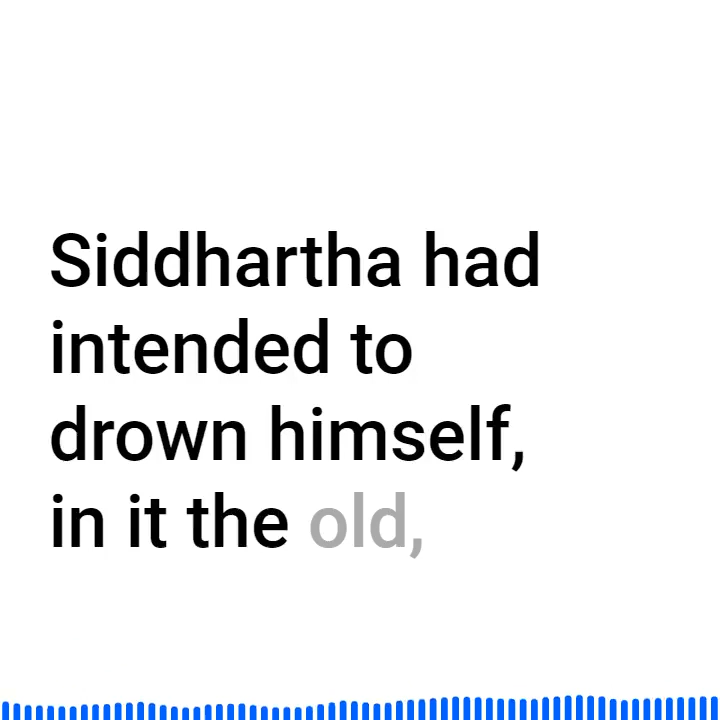 Siddhartha had
intended to
drown himself,
in it the old,